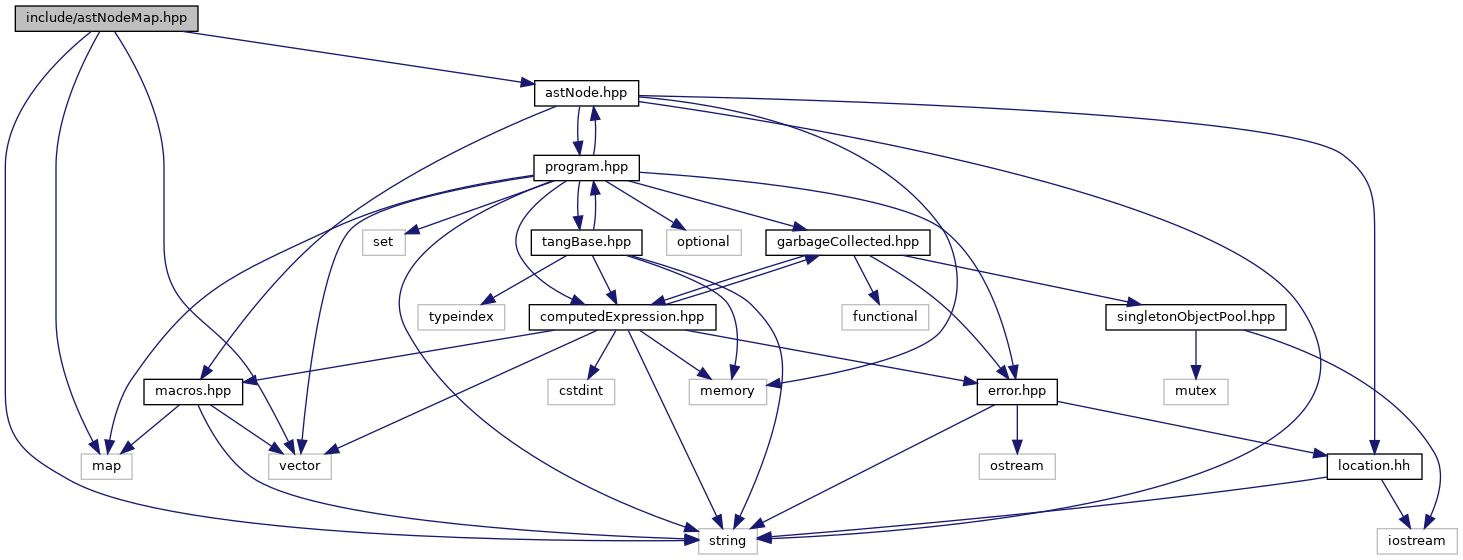 include/astNodeMap.hpp
astNode.hpp
program.hpp
set
tangBase.hpp
optional
garbageCollected.hpp
typeindex
computedExpression.hpp
functional
singletonObjectPool.hpp
macros.hpp
cstdint
memory
error.hpp
mutex
map
vector
ostream
location.hh
string
iostream